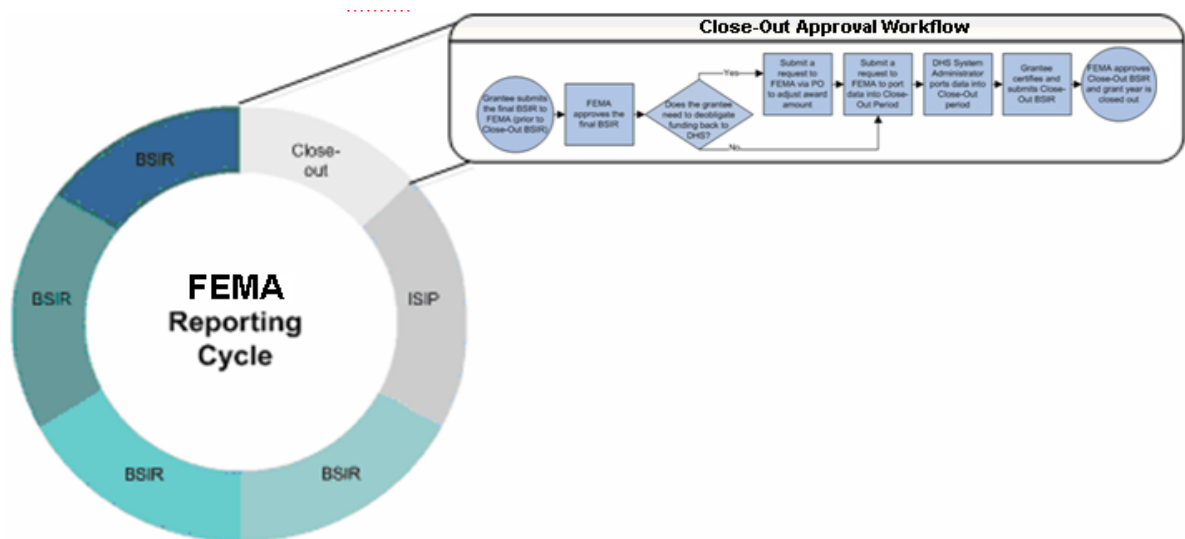 Close-Out Approval Workflow
Grantee submits
the final BSIR to
FEMA (prior to
Close-Out BSIR)
FEMA
approves the
final BSIR
Does the grantee
need to deobligate
funding back to
DHS?
Yes
No
Submit a
request to
FEMA via PO
to adjust award
amount
Submit a
request to
FEMA to port
data into Close-
Out Period
DHS System
Administrator
ports data into
Close-Out
period
Grantee
certifies and
submits Close-
Out BSIR
FEMA approves
Close-Out BSIR
and grant year is
closed out
BSIR
Close-
out
BSIR
ISIP
FEMA
Reporting
Cycle
BSIR
BSIR